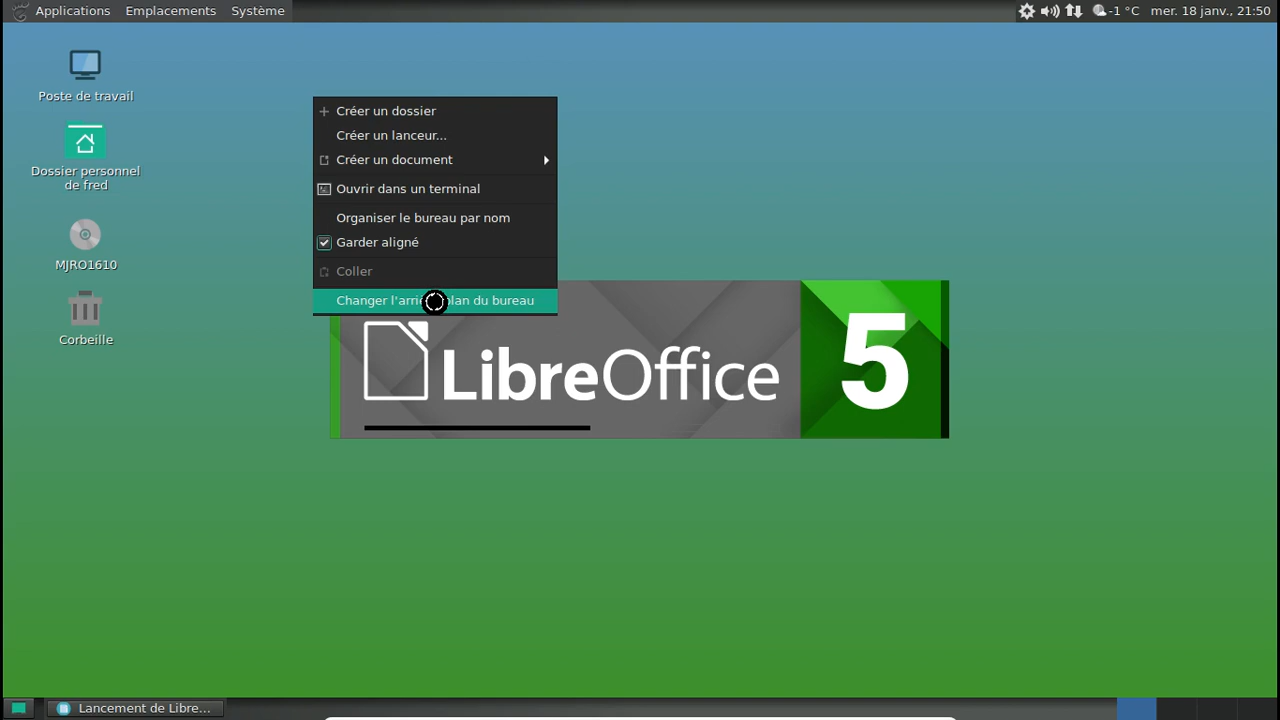 Applications Emplacements Système
-1 °C mer. 18 janv., 21:50
Poste de travail
Dossier personnel
de fred
MJRO1610
Corbeille
Créer un dossier
Créer un lanceur...
Créer un document
Ouvrir dans un terminal
Organiser le bureau par nom
Garder aligné
Coller
Changer l'arri plan du bureau
LibreOffice 5
Lancement de Libre...